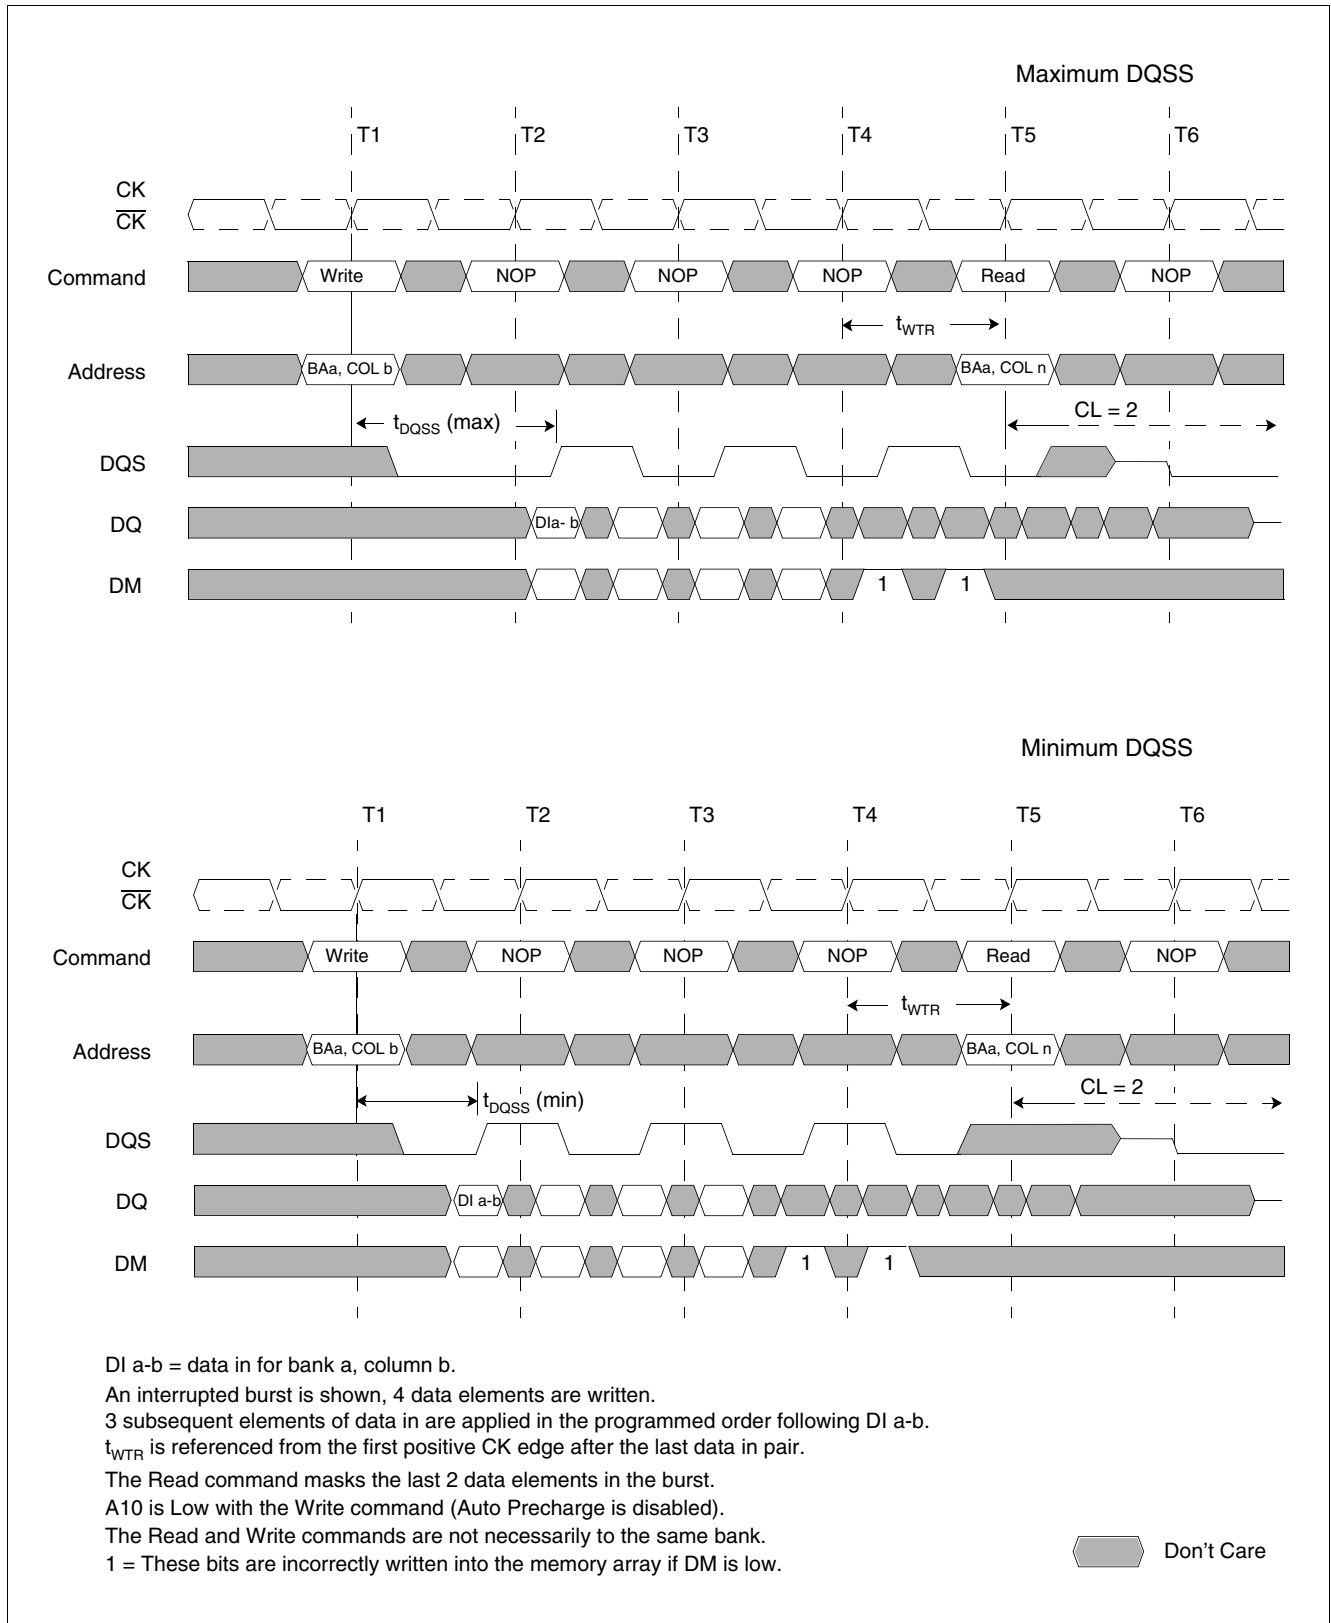 Maximum DQSS
T1 T2 T3 T4 T5 T6
CK
CK
Command Write NOP NOP NOP Read NOP
tWTR
Address BAa, COL b BAa, COL n
tDQSS (max) CL = 2
DQS
DQ DIa- b
DM 1 1
Minimum DQSS
T1 T2 T3 T4 T5 T6
CK
CK
Command Write NOP NOP NOP Read NOP
tWTR
Address BAa, COL b BAa, COL n
tDQSS (min) CL = 2
DQS
DQ DI a-b
DM 1 1
DI a-b = data in for bank a, column b.
An interrupted burst is shown, 4 data elements are written.
3 subsequent elements of data in are applied in the programmed order following DI a-b.
tWTR is referenced from the first positive CK edge after the last data in pair.
The Read command masks the last 2 data elements in the burst.
A10 is Low with the Write command (Auto Precharge is disabled).
The Read and Write commands are not necessarily to the same bank.
1 = These bits are incorrectly written into the memory array if DM is low.
Don't Care